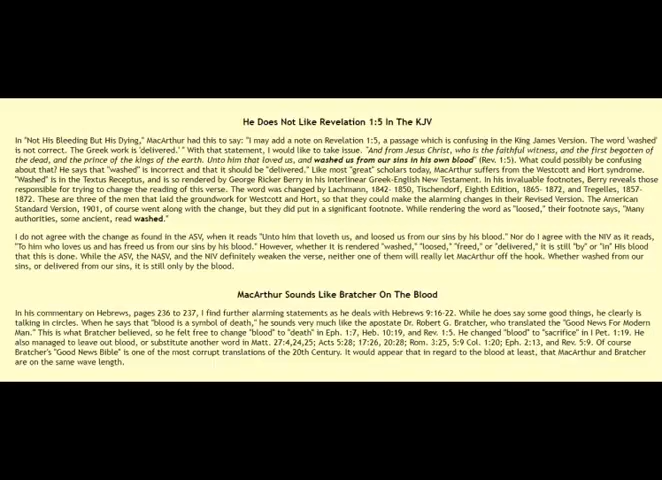 He Does Not Like Revelation 1:5 In The KJV
In "Not His Bleeding But His Dying," MacArthur had this to say: "I may add a note on Revelation 1:5, a passage which is confusing in the King James Version. The word 'washed'
is not correct. The Greek work is 'delivered.' " With that statement, I would like to take issue. "And from Jesus Christ, who is the faithful witness, and the first begotten of
the dead, and the prince of the kings of the earth. Unto him that loved us, and washed us from our sins in his own blood" (Rev. 1:5). What could possibly be confusing
about that? He says that "washed" is incorrect and that it should be "delivered." Like most "great" scholars today, MacArthur suffers from the Westcott and Hort syndrome.
"Washed" is in the Textus Receptus, and is so rendered by George Ricker Berry in his Interlinear Greek-English New Testament. In his invaluable footnotes, Berry reveals those
responsible for trying to change the reading of this verse. The word was changed by Lachmann, 1842- 1850, Tischendorf, Eighth Edition, 1865- 1872, and Tregelles, 1857-
1872. These are three of the men that laid the groundwork for Westcott and Hort, so that they could make the alarming changes in their Revised Version. The American
Standard Version, 1901, of course went along with the change, but they did put in a significant footnote. While rendering the word as "loosed," their footnote says, "Many
authorities, some ancient, read washed."
I do not agree with the change as found in the ASV, when it reads "Unto him that loveth us, and loosed us from our sins by his blood." Nor do I agree with the NIV as it reads,
"To him who loves us and has freed us from our sins by his blood." However, whether it is rendered "washed," "loosed," "freed," or "delivered," it is still "by" or "in" His blood
that this is done. While the ASV, the NASV, and the NIV definitely weaken the verse, neither one of them will really let MacArthur off the hook. Whether washed from our
sins, or delivered from our sins, it is still only by the blood.
MacArthur Sounds Like Bratcher On The Blood
In his commentary on Hebrews, pages 236 to 237, I find further alarming statements as he deals with Hebrews 9:16-22. While he does say some good things, he clearly is
talking in circles. When he says that "blood is a symbol of death," he sounds very much like the apostate Dr. Robert G. Bratcher, who translated the "Good News For Modern
Man." This is what Bratcher believed, so he felt free to change "blood" to "death" in Eph. 1:7, Heb. 10:19, and Rev. 1:5. He changed "blood" to "sacrifice" in I Pet. 1:19. He
also managed to leave out blood, or substitute another word in Matt. 27:4,24,25; Acts 5:28; 17:26, 20:28; Rom. 3:25, 5:9 Col. 1:20; Eph. 2:13, and Rev. 5:9. Of course
Bratcher's "Good News Bible" is one of the most corrupt translations of the 20th Century. It would appear that in regard to the blood at least, that MacArthur and Bratcher
are on the same wave length.